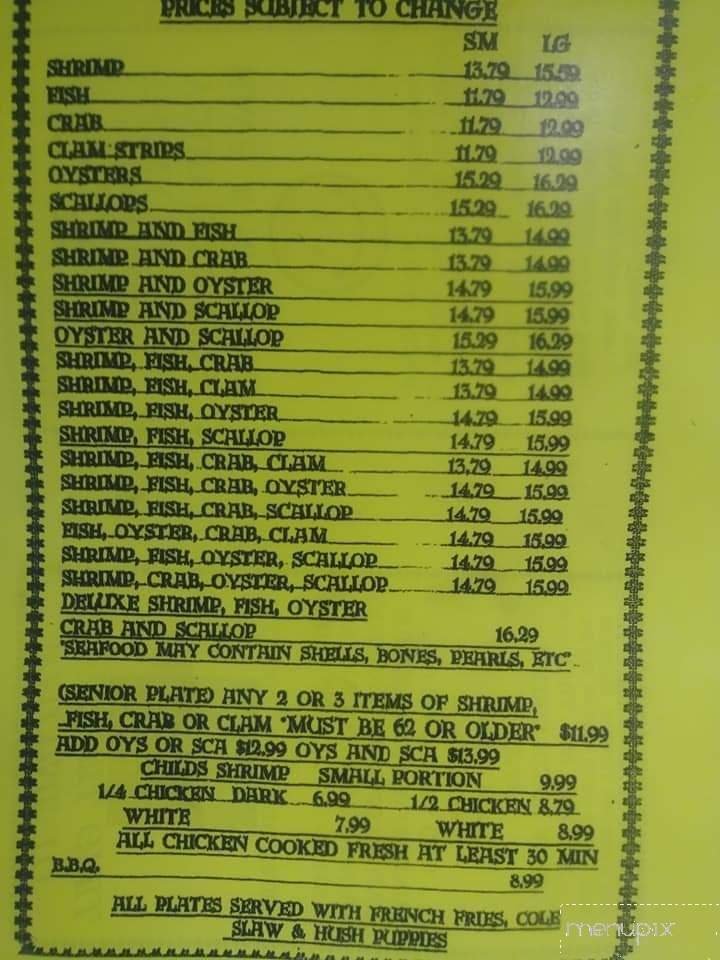 PRICES SUBJECT TO CHANGE
SM LG
SHRIMP 13.79 15.59
FISH 11.79 12.99
CRAB 11.79 12.99
CLAM STRIPS 11.79 12.99
OYSTERS 15.29 16.29
SCALLOPS 15.29 16.29
SHRIMP AND FISH 13.79 14.99
SHRIMP AND CRAB 13.79 14.99
SHRIMP AND OYSTER 14.79 15.99
SHRIMP AND SCALLOP 14.79 15.99
OYSTER AND SCALLOP 15.29 16.29
SHRIMP, FISH, CRAB 13.79 14.99
SHRIMP, FISH, CLAM 13.79 14.99
SHRIMP, FISH, OYSTER 14.79 15.99
SHRIMP, FISH, SCALLOP 14.79 15.99
SHRIMP, FISH, CRAB, CLAM 13.79 14.99
SHRIMP, FISH, CRAB, OYSTER 14.79 15.99
SHRIMP, FISH, CRAB, SCALLOP 14.79 15.99
FISH, OYSTER, CRAB, CLAM 14.79 15.99
SHRIMP, FISH, OYSTER, SCALLOP 14.79 15.99
SHRIMP, CRAB, OYSTER, SCALLOP 14.79 15.99
DELUXE SHRIMP, FISH, OYSTER
CRAB AND SCALLOP 16.29
"SEAFOOD MAY CONTAIN SHELLS, BONES, PEARLS, ETC"
(SENIOR PLATE) ANY 2 OR 3 ITEMS OF SHRIMP,
FISH, CRAB OR CLAM "MUST BE 62 OR OLDER" $11.99
ADD OYS OR SCA $12.99 OYS AND SCA $13.99
CHILDS SHRIMP SMALL PORTION 9.99
1/4 CHICKEN DARK 6.99 1/2 CHICKEN 8.79
WHITE 7.99 WHITE 8.99
ALL CHICKEN COOKED FRESH AT LEAST 30 MIN
B.B.Q. 8.99
ALL PLATES SERVED WITH FRENCH FRIES, COLE
SLAW & HUSH PUPPIES
menupix